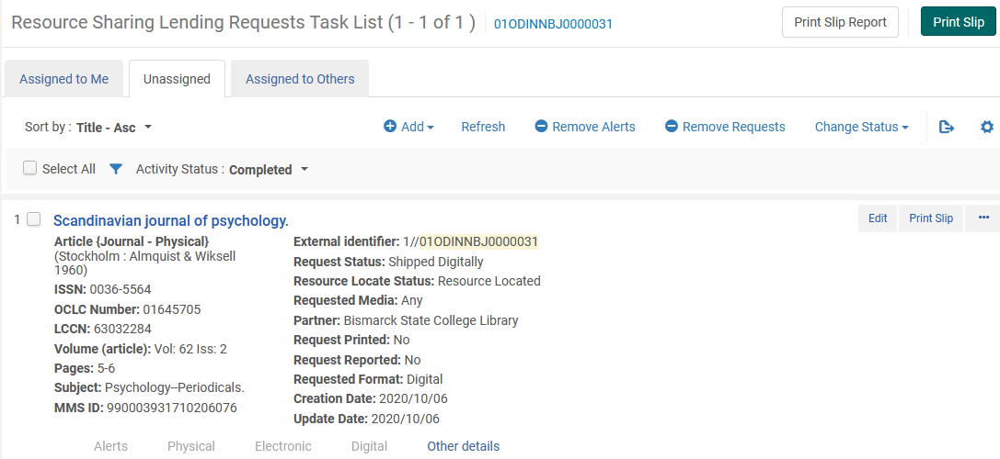 Resource Sharing Lending Requests Task List (1 - 1 of 1 ) 01ODINNBJ0000031 Print Slip Report Print Slip
Assigned to Me Unassigned Assigned to Others
Sort by : Title - Asc Add Refresh Remove Alerts Remove Requests Change Status
Select All Activity Status : Completed
1 Scandinavian journal of psychology. Edit Print Slip •••
Article {Journal - Physical}
(Stockholm : Almquist & Wiksell
1960)
ISSN: 0036-5564
OCLC Number: 01645705
LCCN: 63032284
Volume (article): Vol: 62 Iss: 2
Pages: 5-6
Subject: Psychology--Periodicals.
MMS ID: 990003931710206076
External identifier: 1//01ODINNBJ0000031
Request Status: Shipped Digitally
Resource Locate Status: Resource Located
Requested Media: Any
Partner: Bismarck State College Library
Request Printed: No
Request Reported: No
Requested Format: Digital
Creation Date: 2020/10/06
Update Date: 2020/10/06
Alerts Physical Electronic Digital Other details